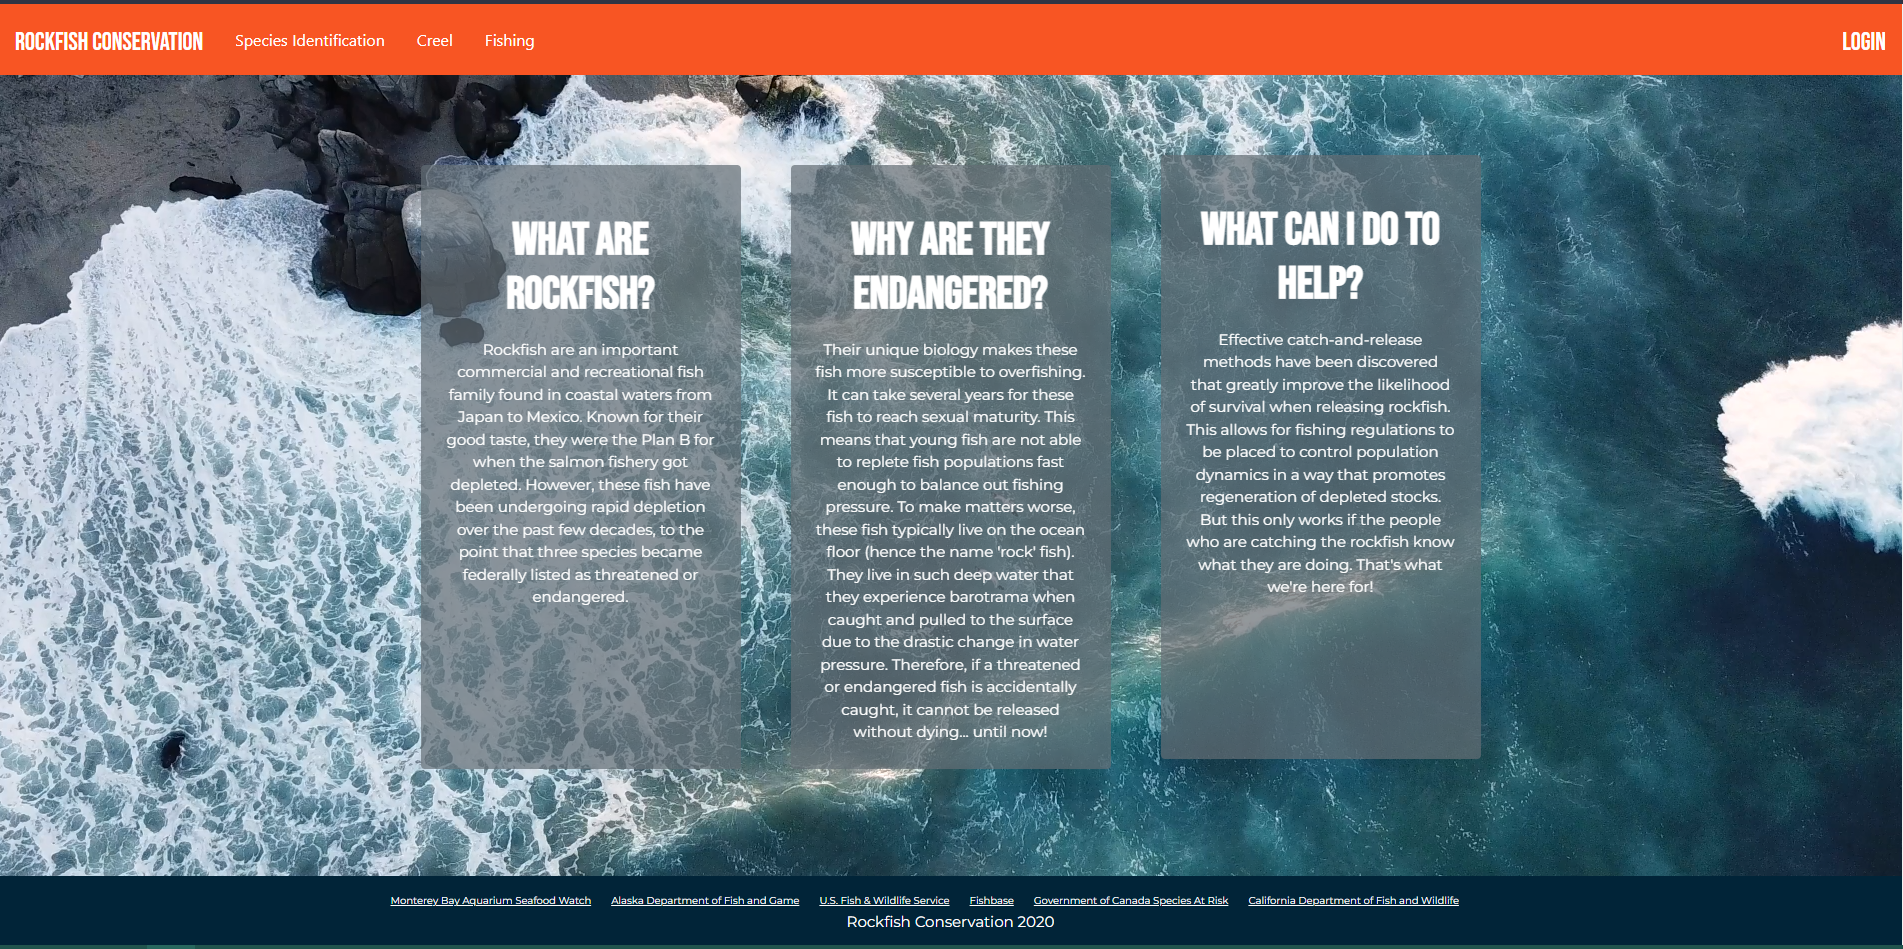 ROCKFISH CONSERVATION
Species Identification
Creel
Fishing
LOGIN
WHAT ARE
ROCKFISH?
Rockfish are an important
commercial and recreational fish
family found in coastal waters from
Japan to Mexico. Known for their
good taste, they were the Plan B for
when the salmon fishery got
depleted. However, these fish have
been undergoing rapid depletion
over the past few decades, to the
point that three species became
federally listed as threatened or
endangered.
WHY ARE THEY
ENDANGERED?
Their unique biology makes these
fish more susceptible to overfishing.
It can take several years for these
fish to reach sexual maturity. This
means that young fish are not able
to replete fish populations fast
enough to balance out fishing
pressure. To make matters worse,
these fish typically live on the ocean
floor (hence the name 'rock' fish).
They live in such deep water that
they experience barotrama when
caught and pulled to the surface
due to the drastic change in water
pressure. Therefore, if a threatened
or endangered fish is accidentally
caught, it cannot be released
without dying... until now!
WHAT CAN I DO TO
HELP?
Effective catch-and-release
methods have been discovered
that greatly improve the likelihood
of survival when releasing rockfish.
This allows for fishing regulations to
be placed to control population
dynamics in a way that promotes
regeneration of depleted stocks.
But this only works if the people
who are catching the rockfish know
what they are doing. That's what
we're here for!
Monterey Bay Aquarium Seafood Watch
Alaska Department of Fish and Game
U.S. Fish & Wildlife Service
Fishbase
Government of Canada Species At Risk
California Department of Fish and Wildlife
Rockfish Conservation 2020